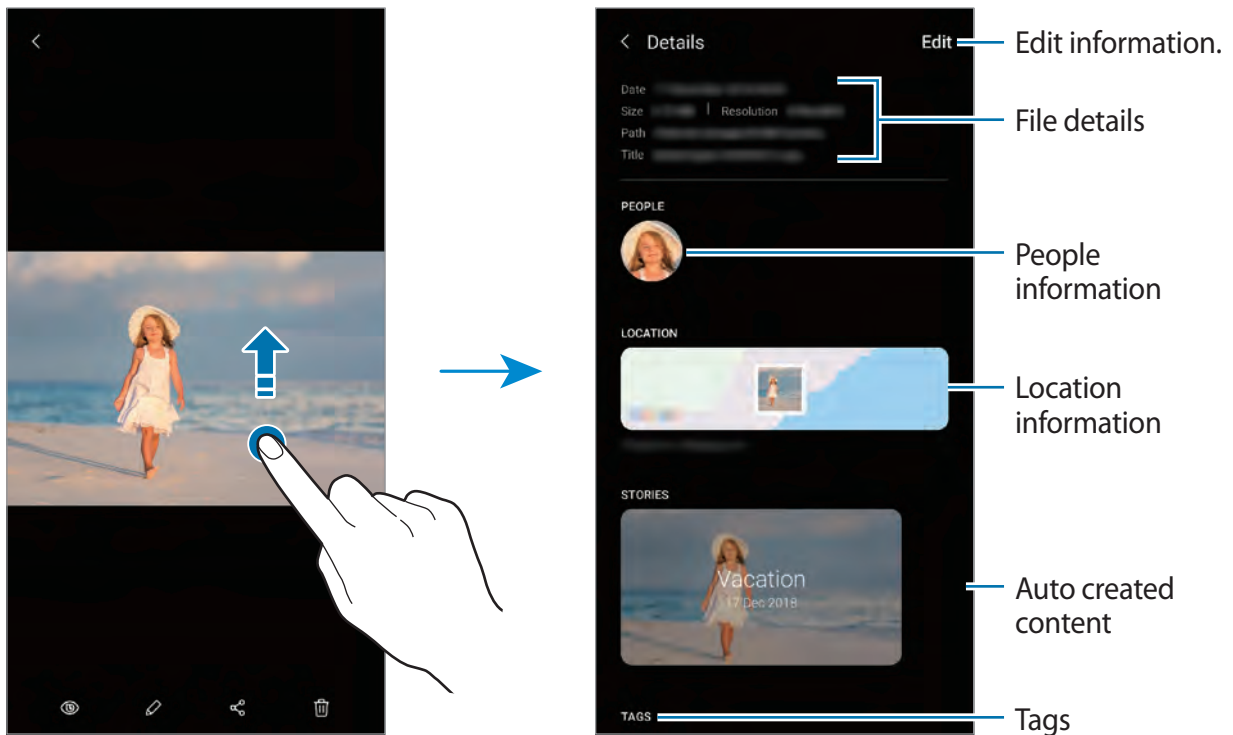 Details
Edit
Edit information.
Date
Size | Resolution
Path
Title
File details
PEOPLE
People
information
LOCATION
Location
information
STORIES
Vacation
17 Dec 2018
Auto created
content
TAGS
Tags